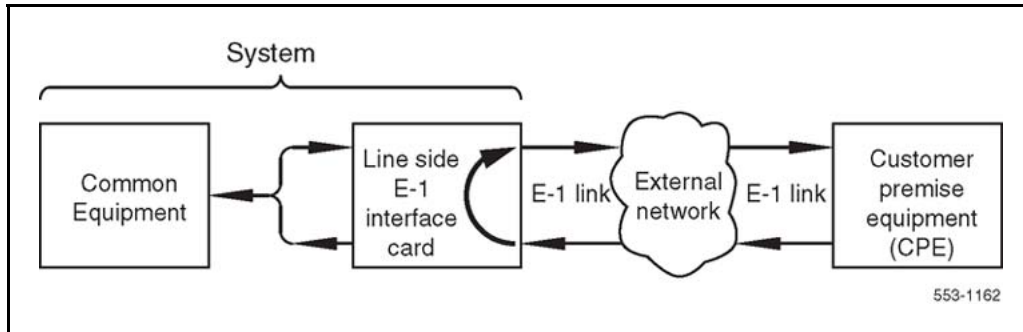 System
Common
Equipment
Line side
E-1
interface
card
E-1 link
External
network
E-1 link
Customer
premise
equipment
(CPE)
553-1162